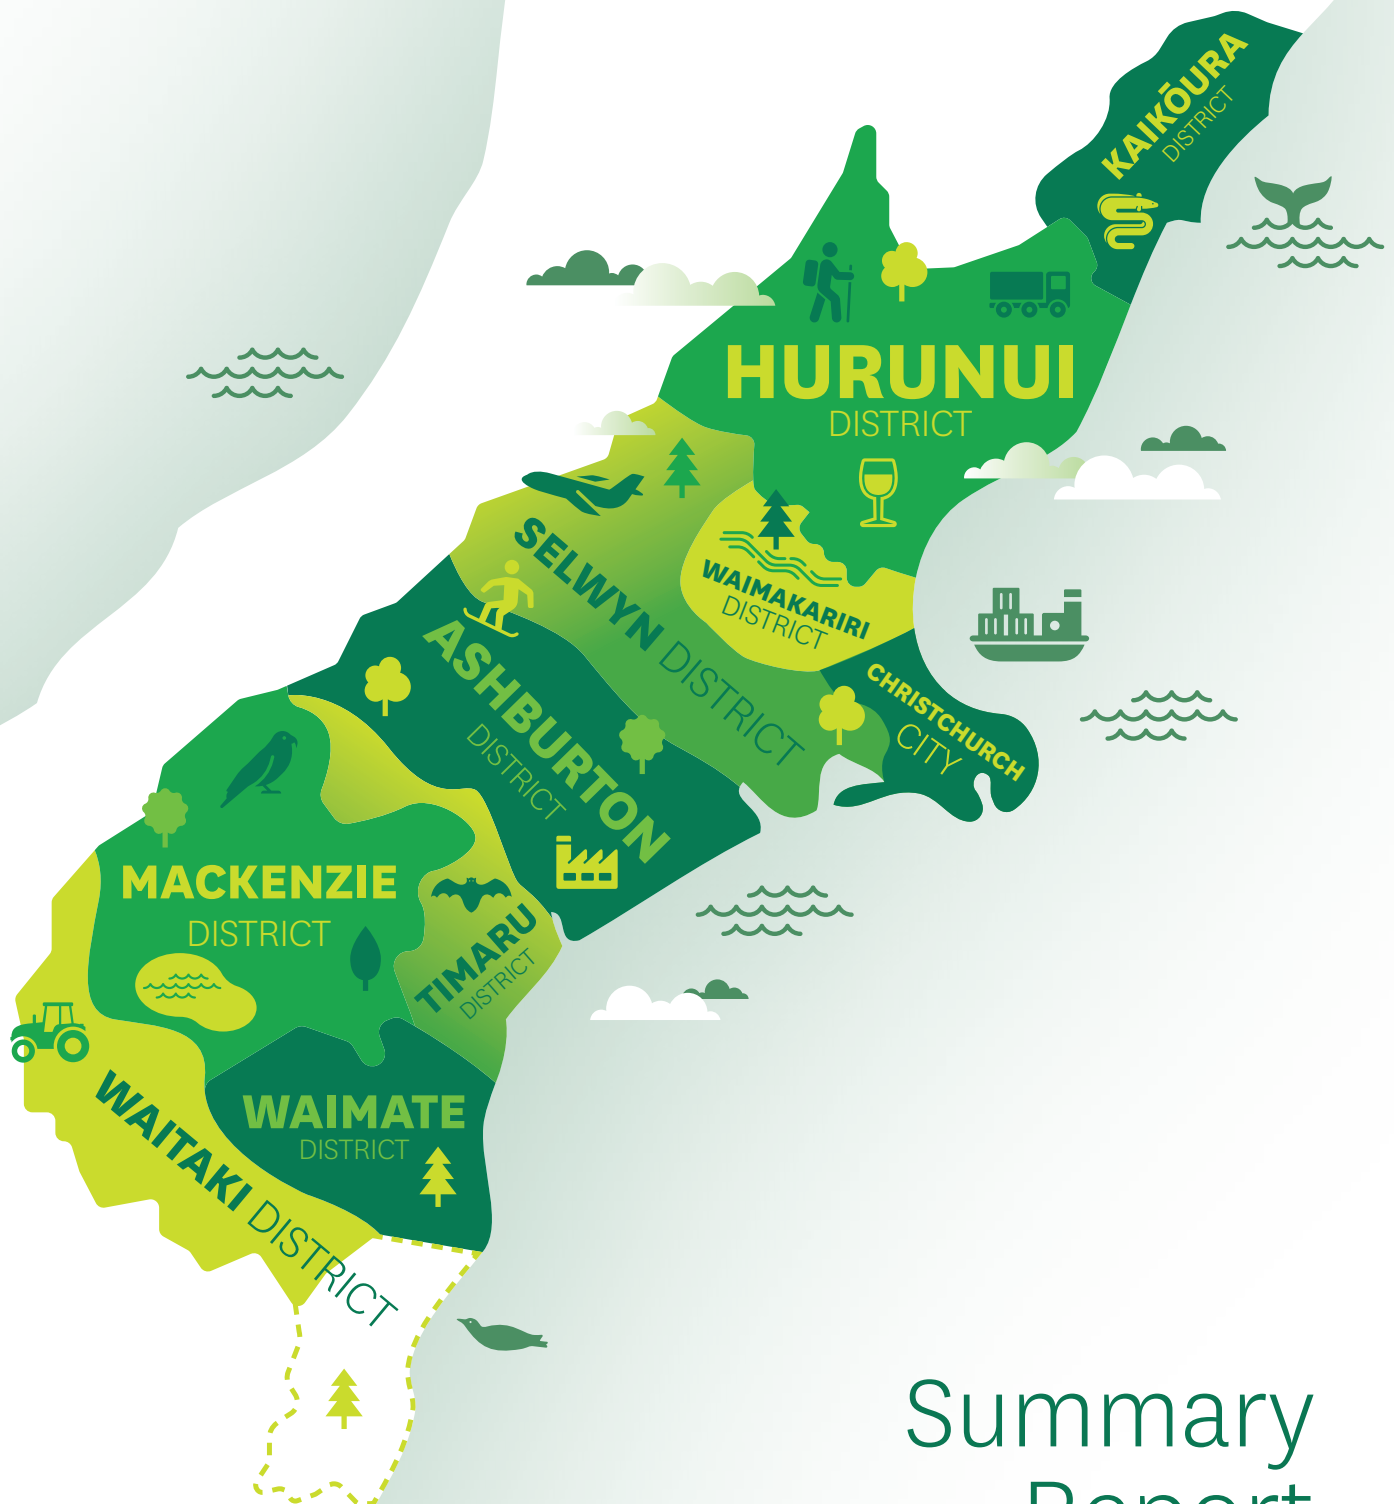 KAIKŌURA
DISTRICT
HURUNUI
DISTRICT
SELWYN DISTRICT
WAIMAKARIRI
DISTRICT
CHRISTCHURCH
CITY
ASHBURTON
DISTRICT
MACKENZIE
DISTRICT
TIMARU
DISTRICT
WAIMATE
DISTRICT
WAITAKI DISTRICT
Summary
Report